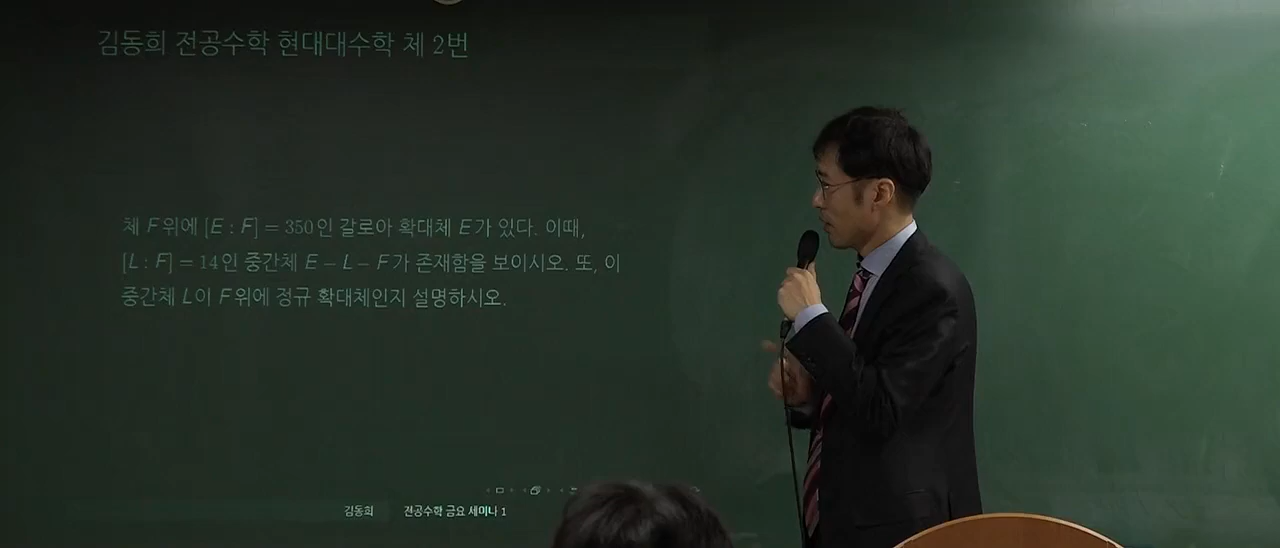 김동희 전공수학 현대대수학 체 2번
체 F위에 [E : F] = 350인 갈로아 확대체 E가 있다. 이때,
[L : F] = 14인 중간체 E − L − F가 존재함을 보이시오. 또, 이
중간체 L이 F위에 정규 확대체인지 설명하시오.
김동희 전공수학 금요 세미나 1